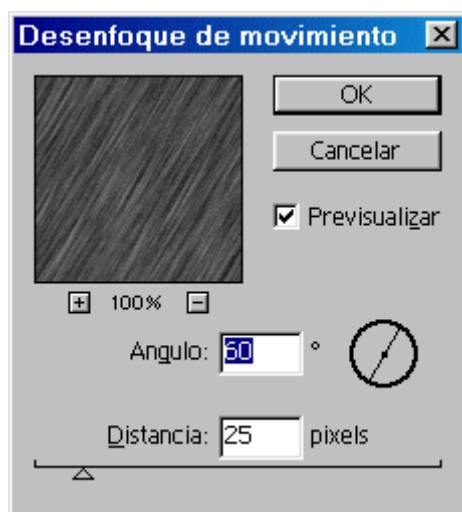 Desenfoque de movimiento
OK
Cancelar
Previsualizar
100%
Angulo: 60 °
Distancia: 25 pixels